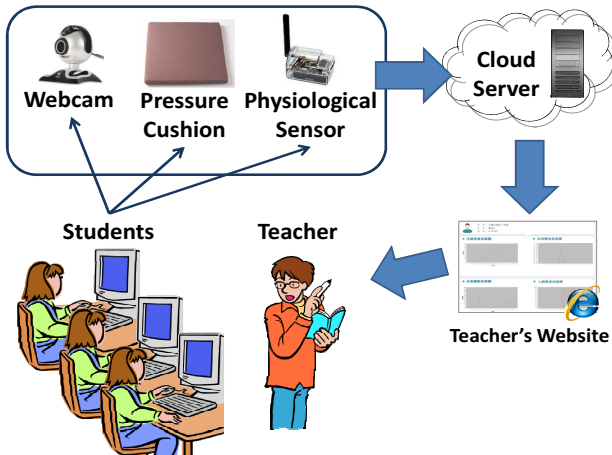 Webcam
Pressure
Cushion
Physiological
Sensor
Cloud
Server
Students
Teacher
Teacher's Website